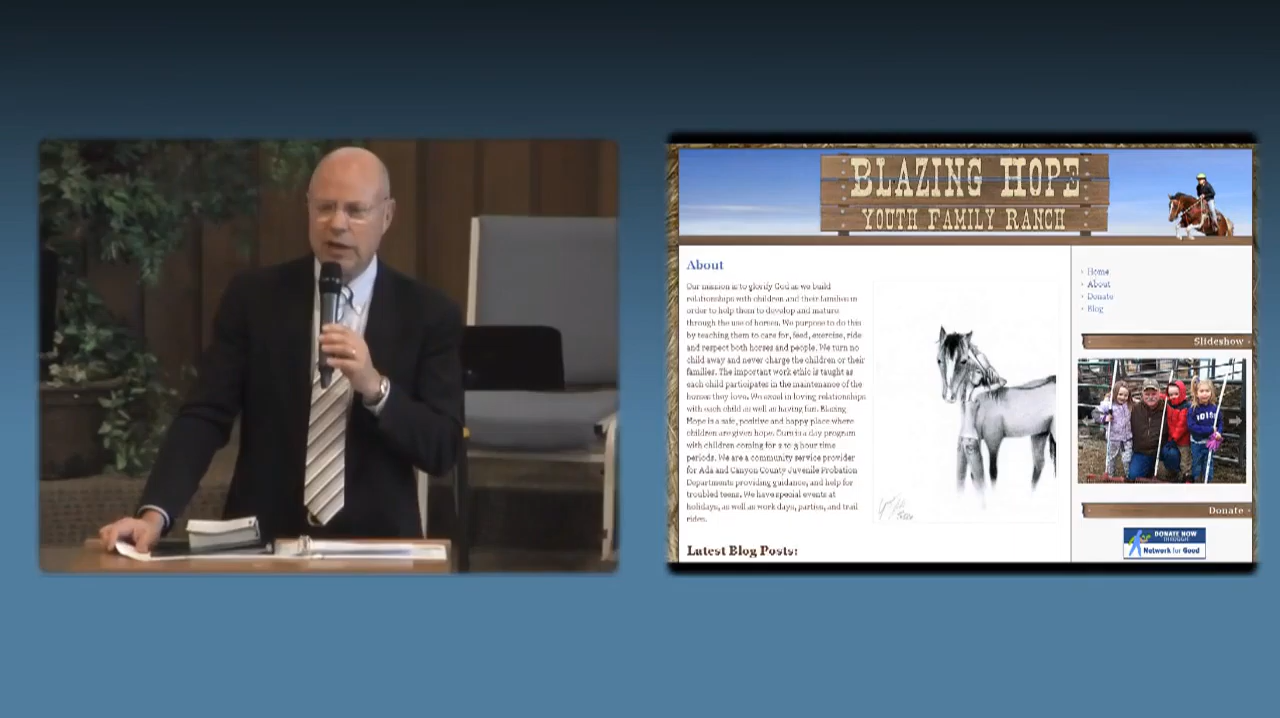 BLAZING HOPE
YOUTH FAMILY RANCH
About
Our mission is to glorify God as we build
relationships with children and their families in
order to help them to develop and mature
through the use of horses. We purpose to do this
by teaching them to care for, feed, exercise, ride
and respect both horses and people. We turn no
child away and never charge the children or their
families. The important work ethic is taught as
each child participates in the maintenance of the
horses they love. We excel in loving relationships
with each child as well as having fun. Blazing
Hope is a safe, positive and happy place where
children are given hope. Ours is a day program
with children coming for 2 to 3 hour time
periods. We are a community service provider
for Ada and Canyon County Juvenile Probation
Departments providing guidance, and help for
troubled teens. We have special events at
holidays, as well as work days, parties, and trail
rides.
Latest Blog Posts:
Home
About
Donate
Blog
Slideshow
Donate
DONATE NOW
THROUGH
Network for Good